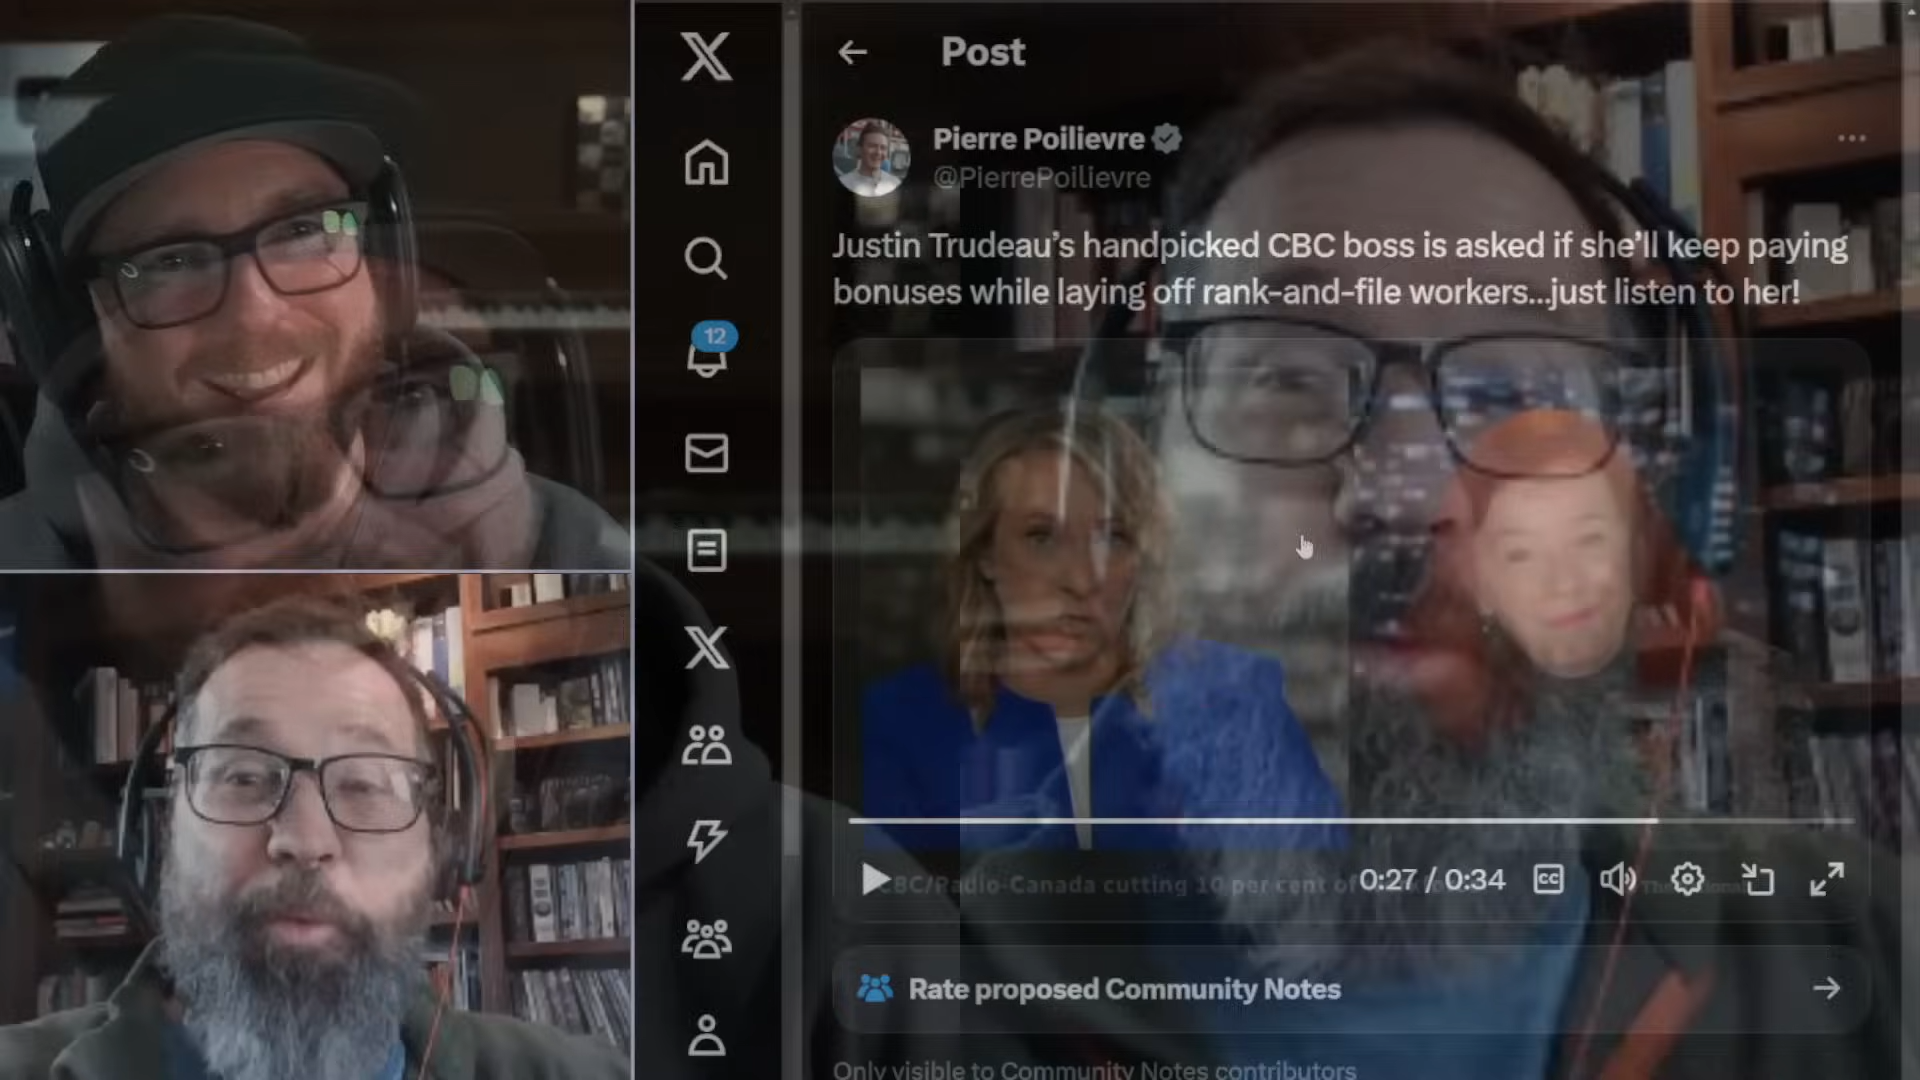 Post
Pierre Poilievre
@PierrePoilievre
Justin Trudeau’s handpicked CBC boss is asked if she’ll keep paying
bonuses while laying off rank-and-file workers...just listen to her!
12
CBC/Radio-Canada cutting 10 per cent of
0:27 / 0:34
CC
Rate proposed Community Notes
Only visible to Community Notes contributors